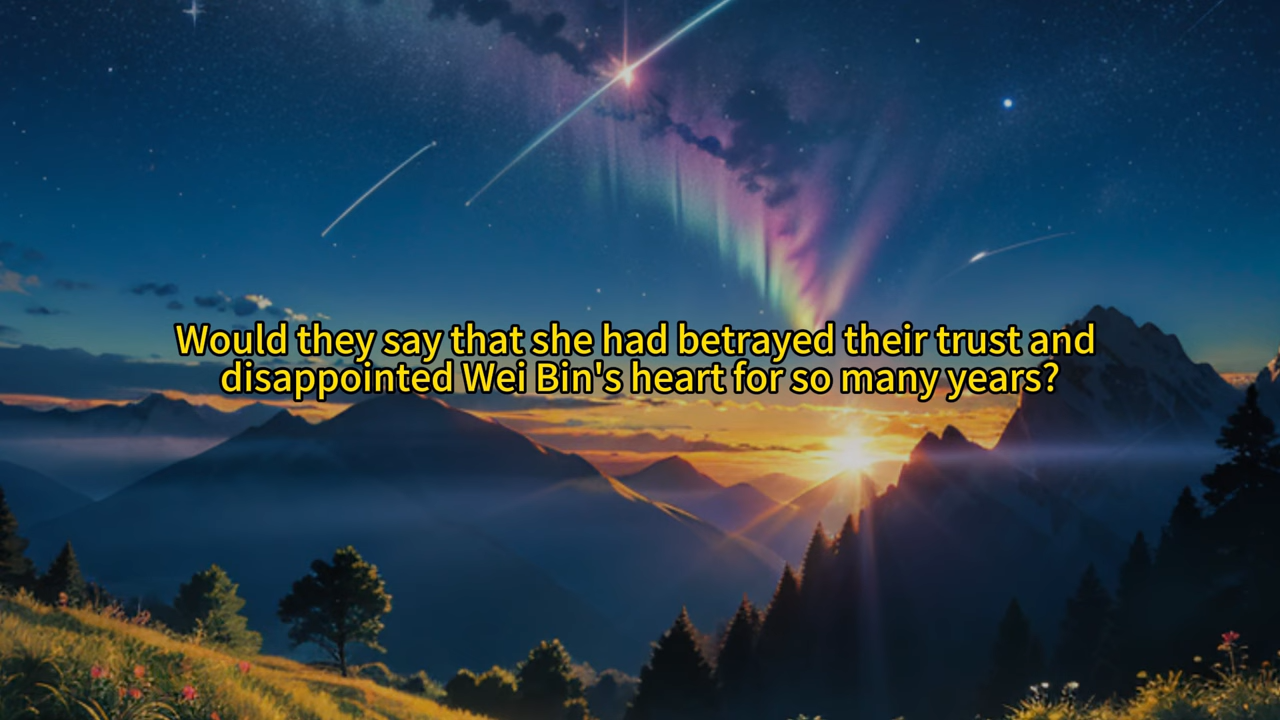 Would they say that she had betrayed their trust and
disappointed Wei Bin's heart for so many years?